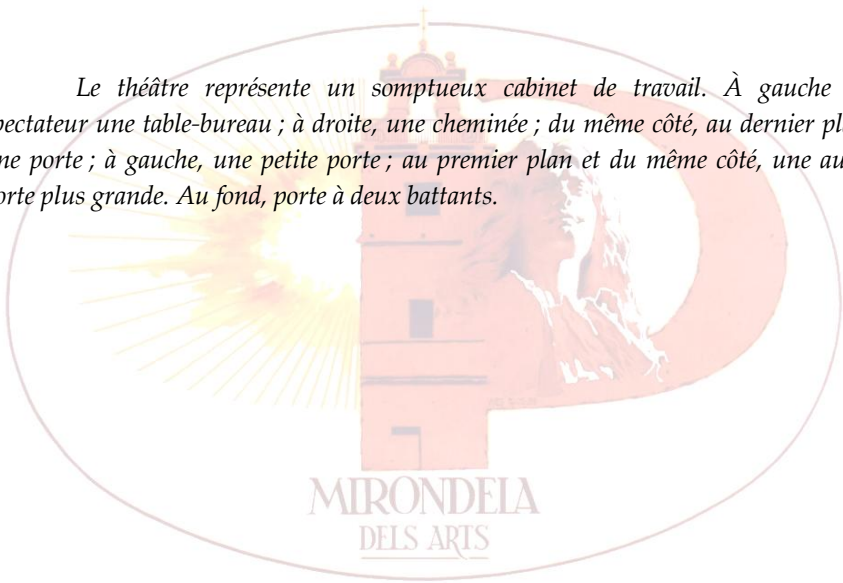 Le théâtre représente un somptueux cabinet de travail. À gauche
pectateur une table-bureau ; à droite, une cheminée ; du même côté, au dernier pl
ne porte ; à gauche, une petite porte ; au premier plan et du même côté, une au
orte plus grande. Au fond, porte à deux battants.
MIRONDELA
DELS ARTS